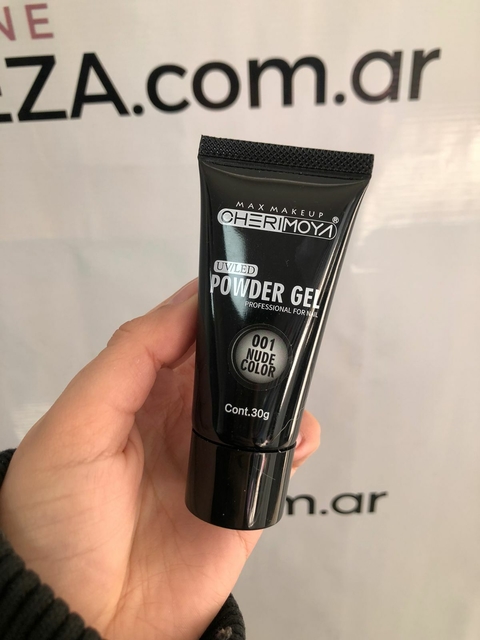 NE
EZA.com.ar
MAX MAKEUP
CHERIMOYA®
UV/LED
POWDER GEL
PROFESSIONAL FOR NAIL
001
NUDE
COLOR
Cont.30g
m.ar